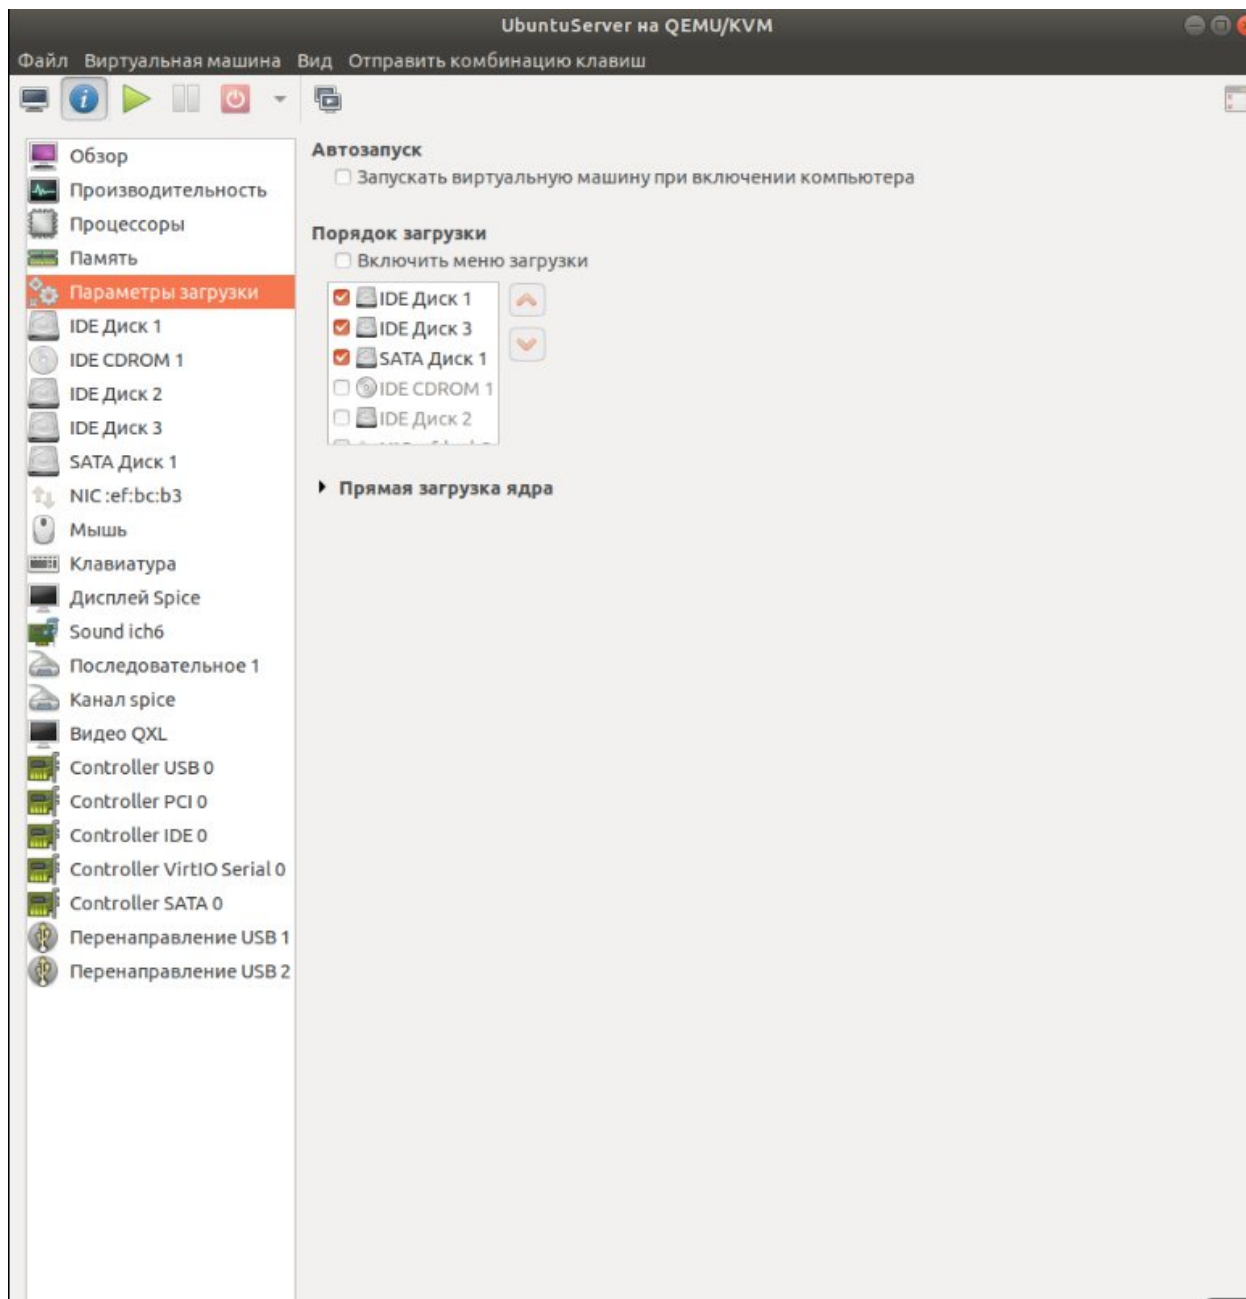 UbuntuServer на QEMU/KVM
Файл Виртуальная машина Вид Отправить комбинацию клавиш
Обзор
Производительность
Процессоры
Память
Параметры загрузки
IDE Диск 1
IDE CDROM 1
IDE Диск 2
IDE Диск 3
SATA Диск 1
NIC :ef:bc:b3
Мышь
Клавиатура
Дисплей Spice
Sound ich6
Последовательное 1
Канал spice
Видео QXL
Controller USB 0
Controller PCI 0
Controller IDE 0
Controller VirtIO Serial 0
Controller SATA 0
Перенаправление USB 1
Перенаправление USB 2
Автозапуск
Запускать виртуальную машину при включении компьютера
Порядок загрузки
Включить меню загрузки
IDE Диск 1
IDE Диск 3
SATA Диск 1
IDE CDROM 1
IDE Диск 2
Прямая загрузка ядра